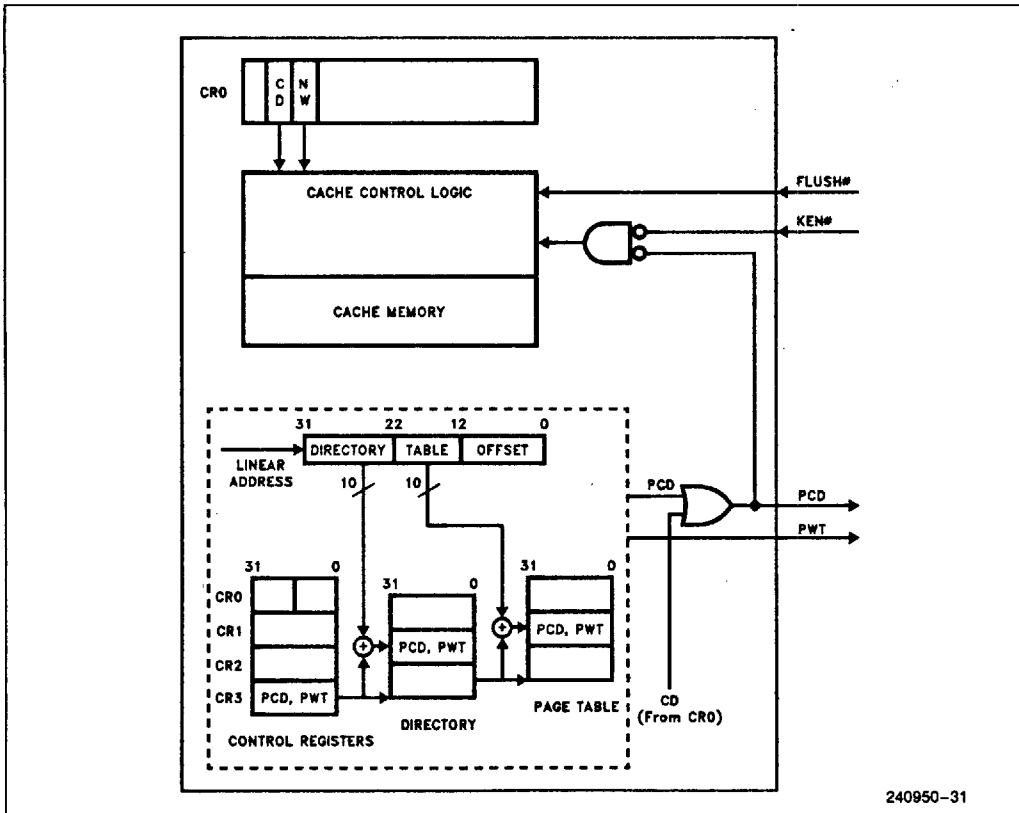 CR0
CD
NW
CACHE CONTROL LOGIC
FLUSH#
KEN#
CACHE MEMORY
31 22 12 0
DIRECTORY TABLE OFFSET
LINEAR ADDRESS
10 10
PCD
PCD
PWT
31 0
31 0
31 0
CR0
CR1
PCD, PWT
PCD, PWT
CR2
CR3 PCD, PWT
PAGE TABLE
CD
(From CR0)
DIRECTORY
CONTROL REGISTERS
240950-31